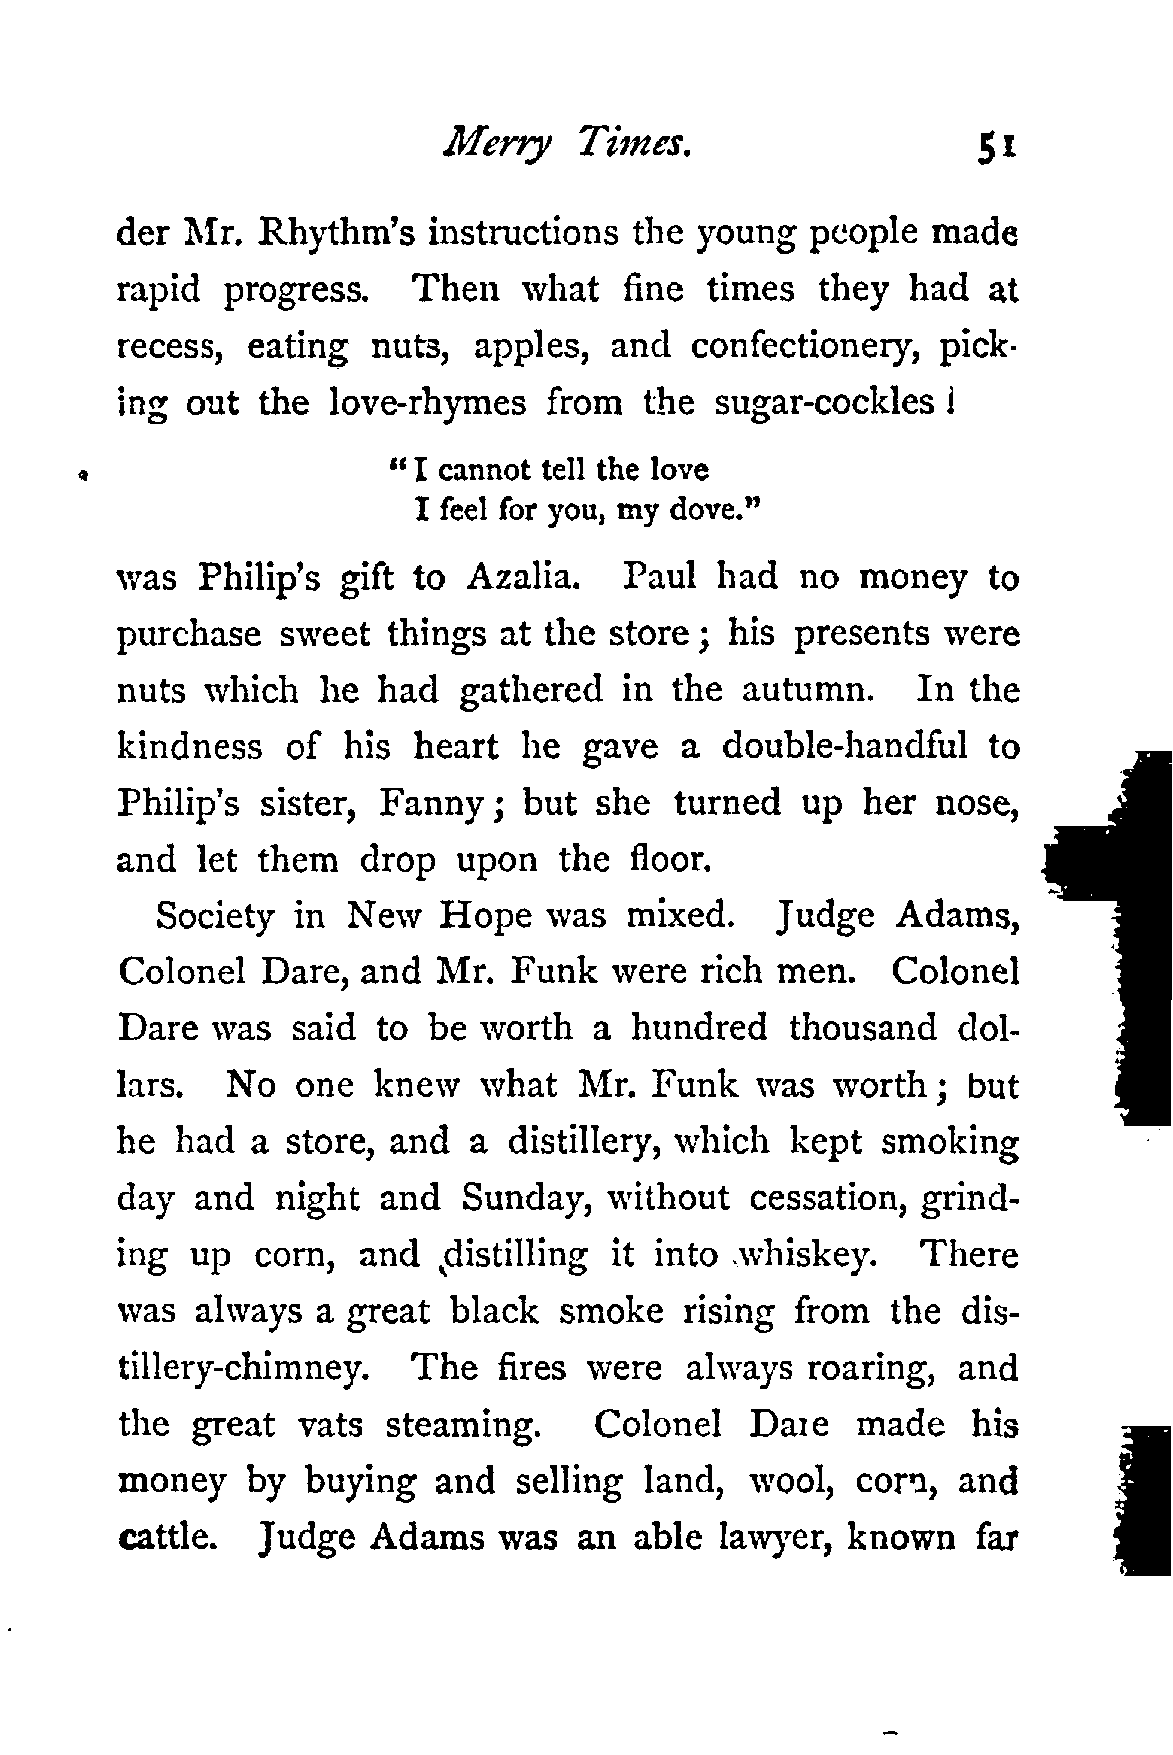 Merry Times. 51
der Mr. Rhythm's instructions the young people made
rapid progress. Then what fine times they had at
recess, eating nuts, apples, and confectionery, pick-
ing out the love-rhymes from the sugar-cockles!
"I cannot tell the love
I feel for you, my dove."
was Philip's gift to Azalia. Paul had no money to
purchase sweet things at the store; his presents were
nuts which he had gathered in the autumn. In the
kindness of his heart he gave a double-handful to
Philip's sister, Fanny; but she turned up her nose,
and let them drop upon the floor.
Society in New Hope was mixed. Judge Adams,
Colonel Dare, and Mr. Funk were rich men. Colonel
Dare was said to be worth a hundred thousand dol-
lars. No one knew what Mr. Funk was worth; but
he had a store, and a distillery, which kept smoking
day and night and Sunday, without cessation, grind-
ing up corn, and distilling it into whiskey. There
was always a great black smoke rising from the dis-
tillery-chimney. The fires were always roaring, and
the great vats steaming. Colonel Dare made his
money by buying and selling land, wool, corn, and
cattle. Judge Adams was an able lawyer, known far